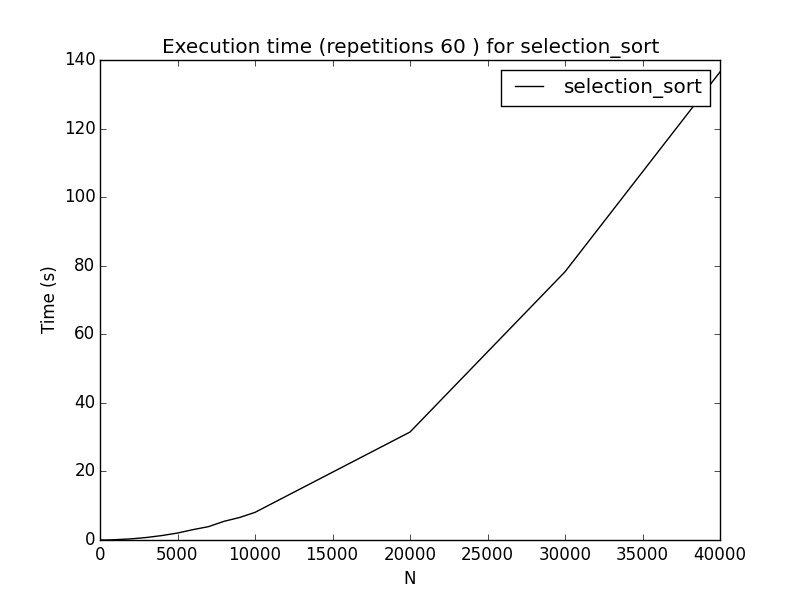 Execution time (repetitions 60 ) for selection_sort
selection_sort
Time (s)
140
120
100
80
60
40
20
0
0 5000 10000 15000 20000 25000 30000 35000 40000
N